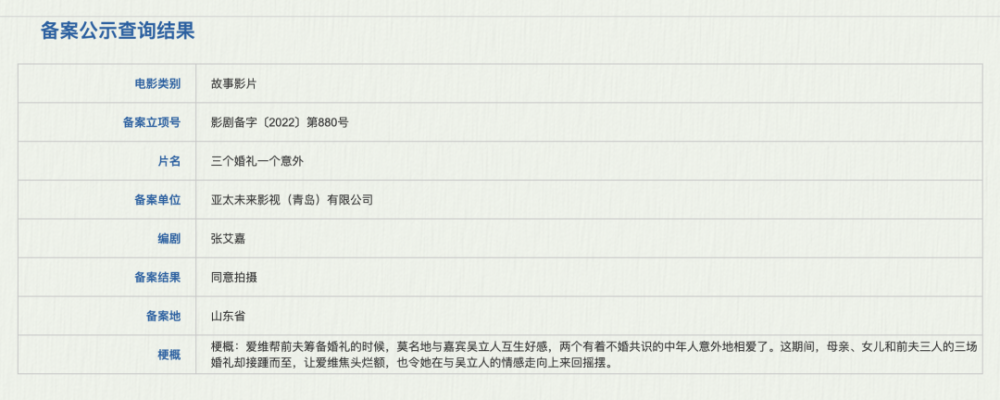 备案公示查询结果
电影类别 故事影片
备案立项号 影剧备字〔2022〕第880号
片名 三个婚礼一个意外
备案单位 亚太未来影视（青岛）有限公司
编剧 张艾嘉
备案结果 同意拍摄
备案地 山东省
梗概 梗概：爱维帮前夫筹备婚礼的时候，莫名地与嘉宾吴立人互生好感，两个有着不婚共识的中年人意外地相爱了。这期间，母亲、女儿和前夫三人的三场
婚礼却接踵而至，让爱维焦头烂额，也令她在与吴立人的情感走向上来回摇摆。